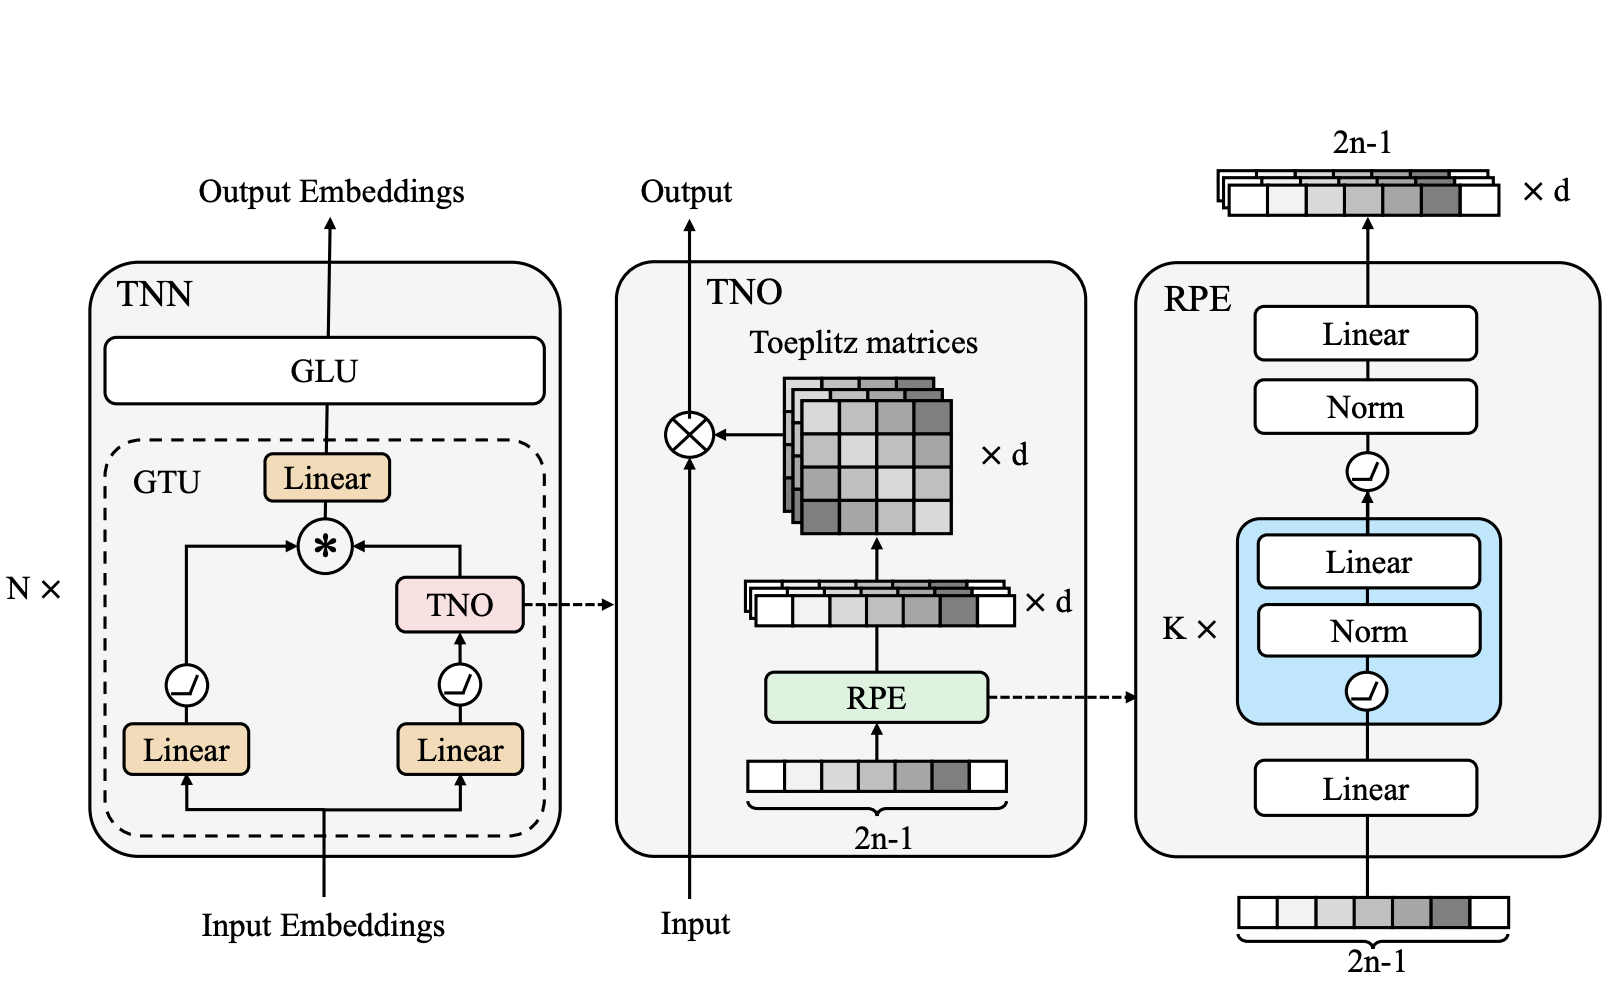 Output Embeddings
TNN
GLU
GTU
Linear
*
N ×
TNO
Linear
Linear
Input Embeddings
Output
TNO
Toeplitz matrices
× d
× d
RPE
2n-1
Input
2n-1
× d
RPE
Linear
Norm
Linear
K ×
Norm
Linear
2n-1